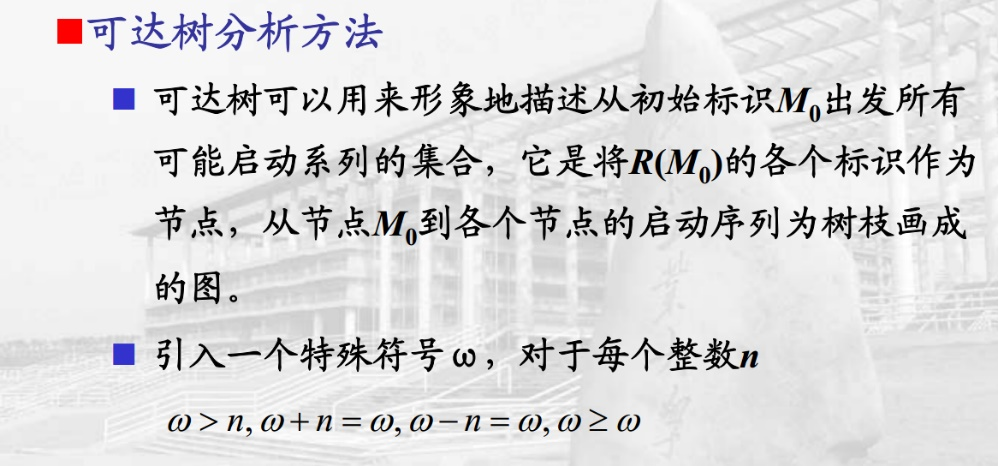 可达树分析方法
可达树可以用来形象地描述从初始标识M₀出发所有
可能启动系列的集合，它是将R(M₀)的各个标识作为
节点，从节点M₀到各个节点的启动序列为树枝画成
的图。
引入一个特殊符号ω，对于每个整数n
ω > n, ω + n = ω, ω − n = ω, ω ≥ ω